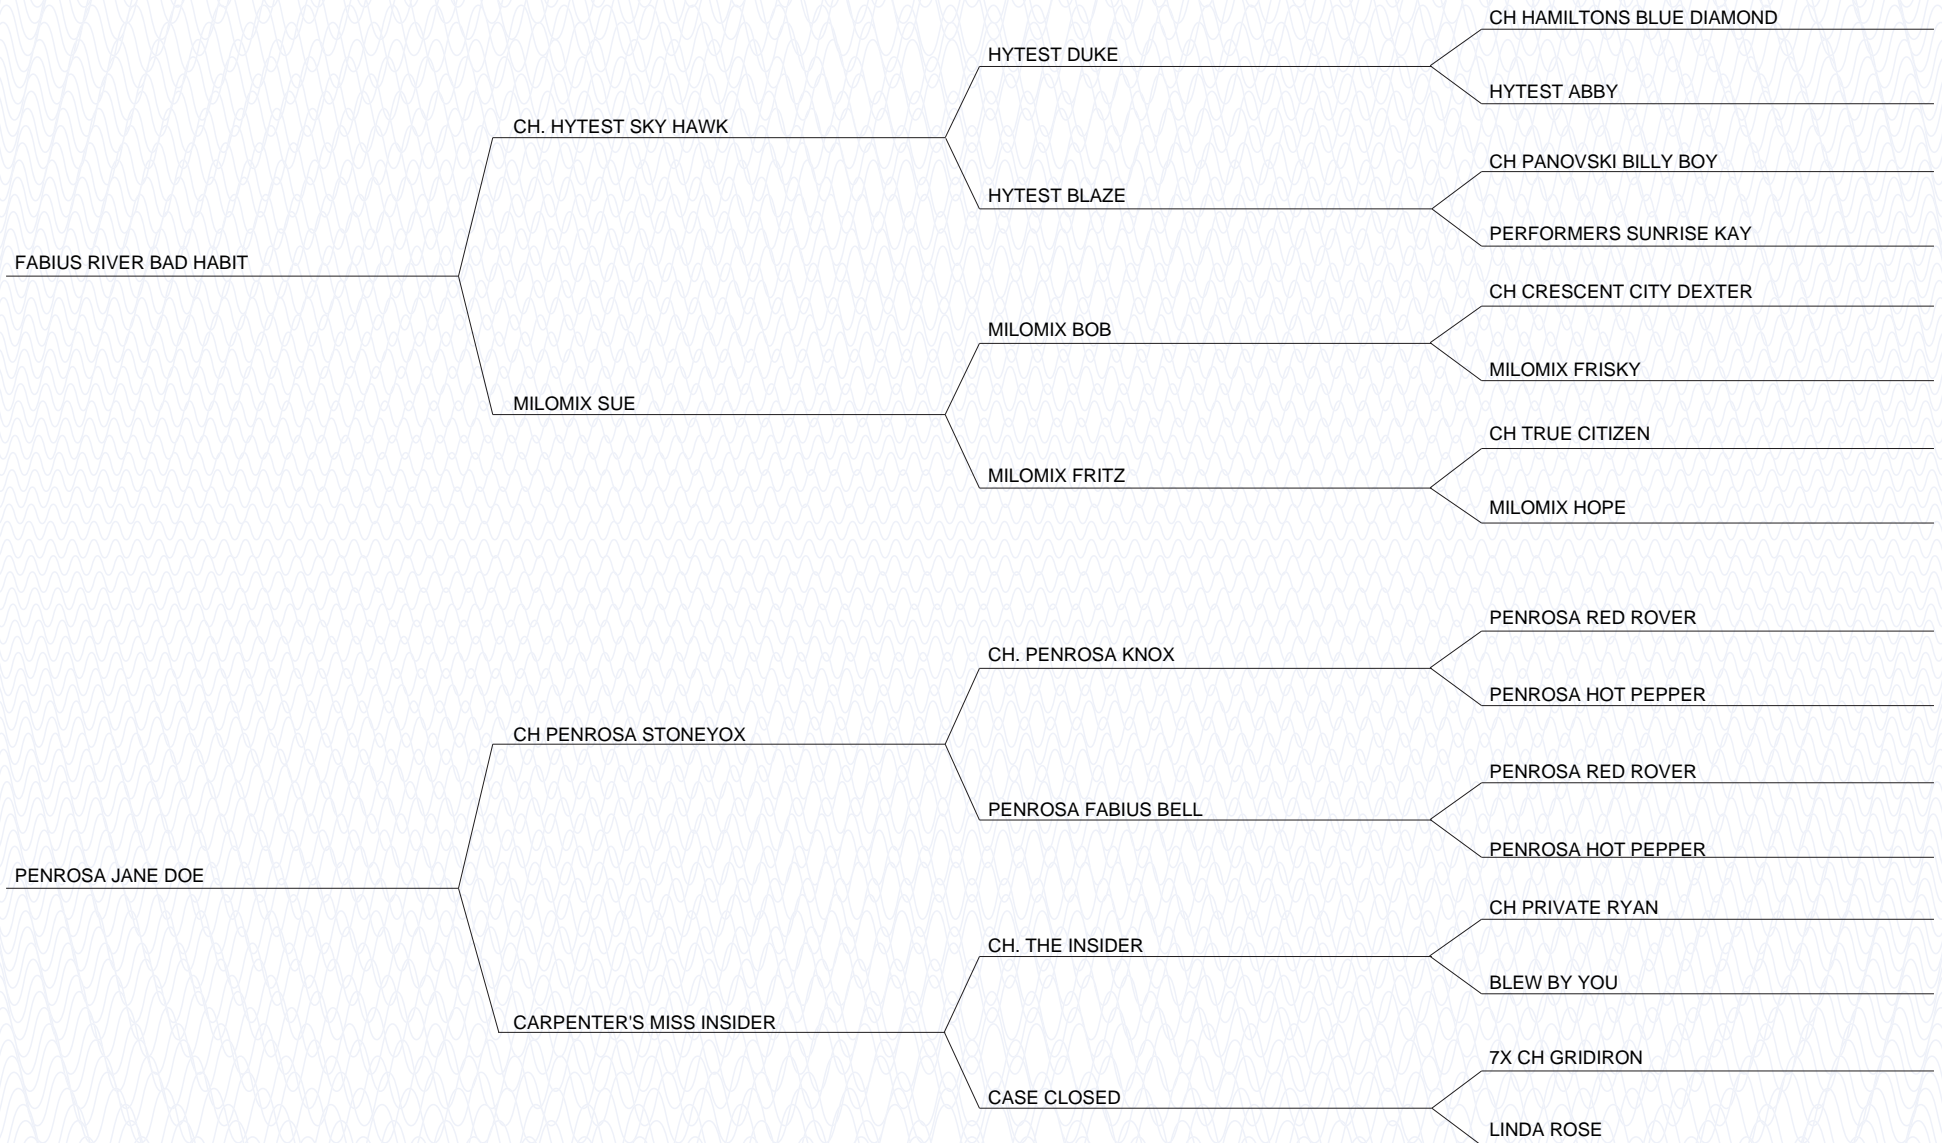 CH HAMILTONS BLUE DIAMOND
HYTEST DUKE
HYTEST ABBY
CH. HYTEST SKY HAWK
CH PANOVSKI BILLY BOY
HYTEST BLAZE
PERFORMERS SUNRISE KAY
FABIUS RIVER BAD HABIT
CH CRESCENT CITY DEXTER
MILOMIX BOB
MILOMIX FRISKY
MILOMIX SUE
CH TRUE CITIZEN
MILOMIX FRITZ
MILOMIX HOPE
PENROSA RED ROVER
CH. PENROSA KNOX
PENROSA HOT PEPPER
CH PENROSA STONEYOX
PENROSA RED ROVER
PENROSA FABIUS BELL
PENROSA HOT PEPPER
PENROSA JANE DOE
CH PRIVATE RYAN
CH. THE INSIDER
BLEW BY YOU
CARPENTER'S MISS INSIDER
7X CH GRIDIRON
CASE CLOSED
LINDA ROSE